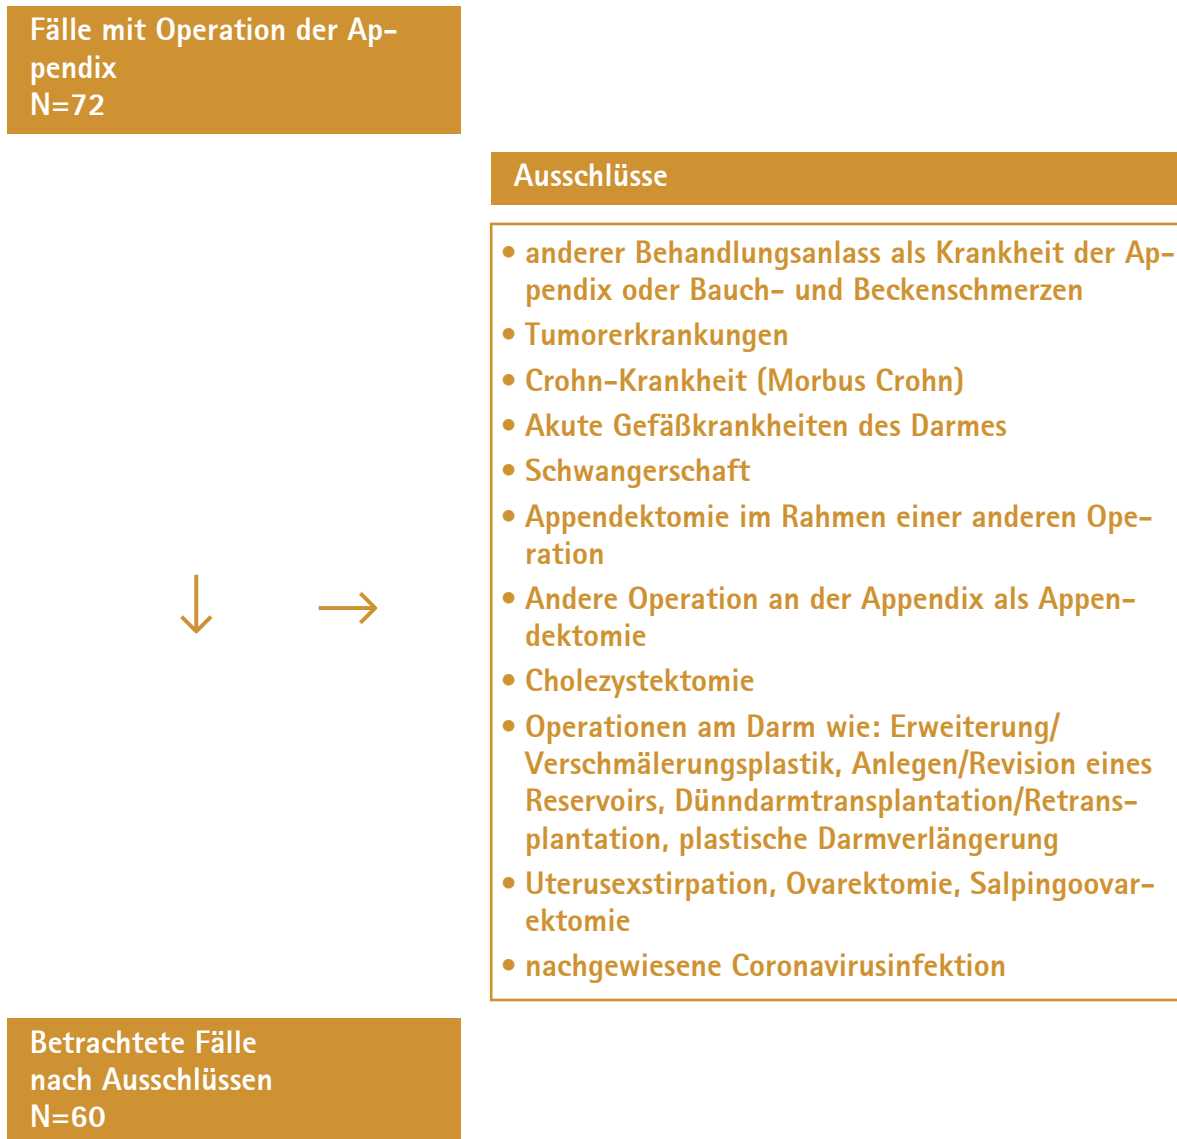 Fälle mit Operation der Ap-
pendix
N=72
Ausschlüsse
• anderer Behandlungsanlass als Krankheit der Ap-
pendix oder Bauch- und Beckenschmerzen
• Tumorerkrankungen
• Crohn-Krankheit (Morbus Crohn)
• Akute Gefäßkrankheiten des Darmes
• Schwangerschaft
• Appendektomie im Rahmen einer anderen Ope-
ration
• Andere Operation an der Appendix als Appen-
dektomie
• Cholezystektomie
• Operationen am Darm wie: Erweiterung/
Verschmälerungsplastik, Anlegen/Revision eines
Reservoirs, Dünndarmtransplantation/Retrans-
plantation, plastische Darmverlängerung
• Uterusexstirpation, Ovarektomie, Salpingoovar-
ektomie
• nachgewiesene Coronavirusinfektion
Betrachtete Fälle
nach Ausschlüssen
N=60